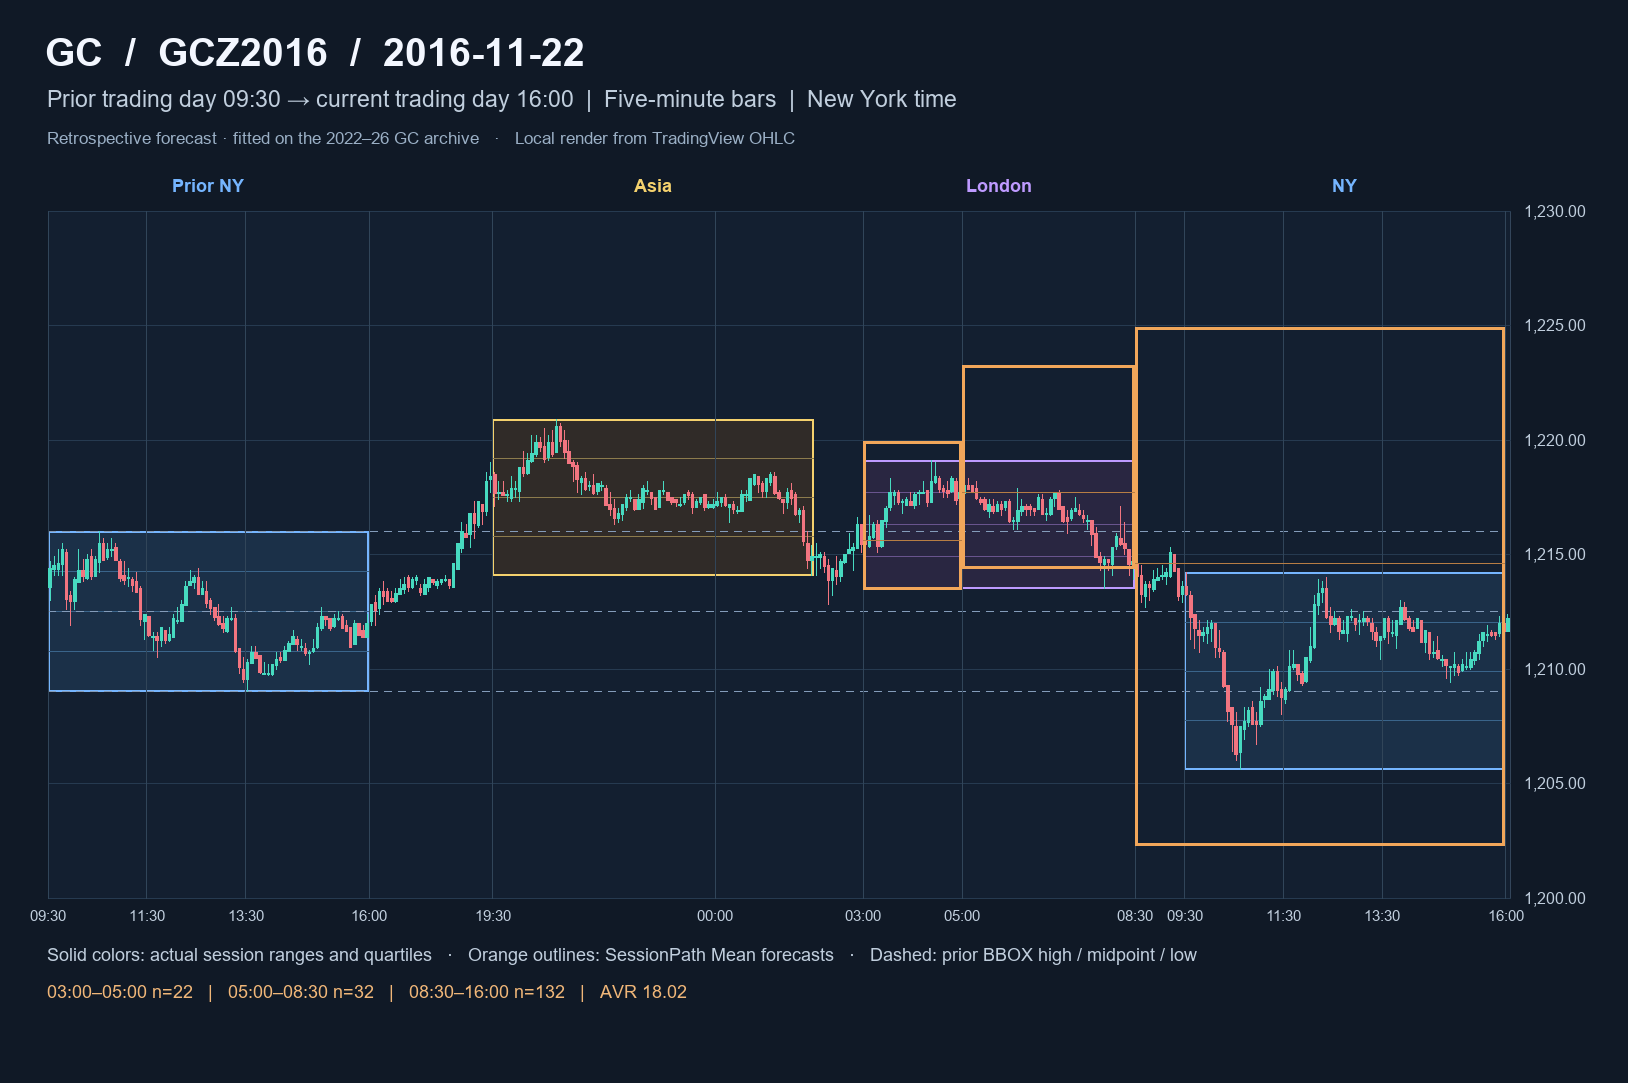 GC / GCZ2016 / 2016-11-22
Prior trading day 09:30 → current trading day 16:00 | Five-minute bars | New York time
Retrospective forecast · fitted on the 2022–26 GC archive · Local render from TradingView OHLC
Prior NY Asia London NY
1,230.00
1,225.00
1,220.00
1,215.00
1,210.00
1,205.00
1,200.00
09:30 11:30 13:30 16:00 19:30 00:00 03:00 05:00 08:30 09:30 11:30 13:30 16:00
Solid colors: actual session ranges and quartiles · Orange outlines: SessionPath Mean forecasts · Dashed: prior BBOX high / midpoint / low
03:00–05:00 n=22 | 05:00–08:30 n=32 | 08:30–16:00 n=132 | AVR 18.02